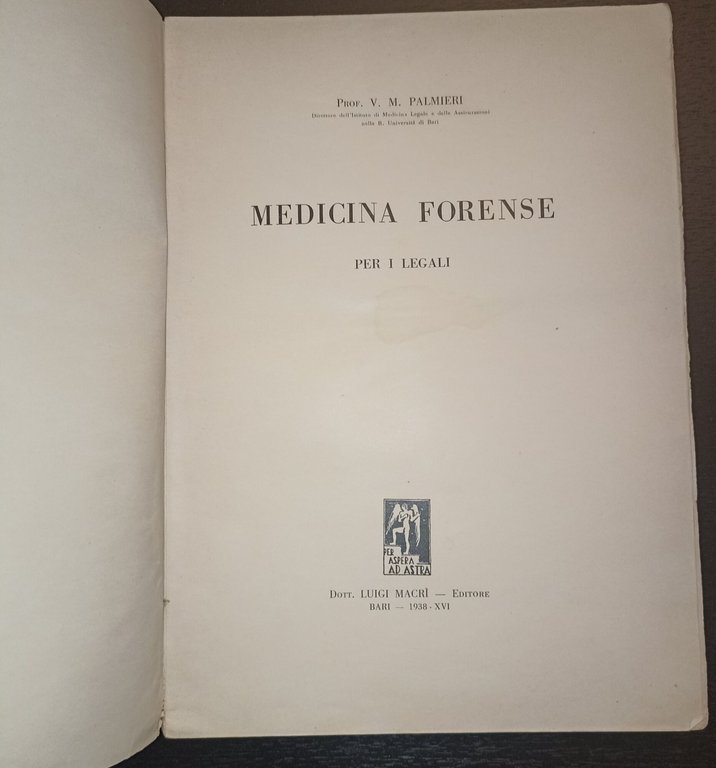 PROF. V. M. PALMIERI
Direttore dell'Istituto di Medicina Legale e delle Assicurazioni
nella R. Università di Bari
MEDICINA FORENSE
PER I LEGALI
PER
ASPERA
AD ASTRA
DOTT. LUIGI MACRÌ — EDITORE
BARI — 1938 - XVI